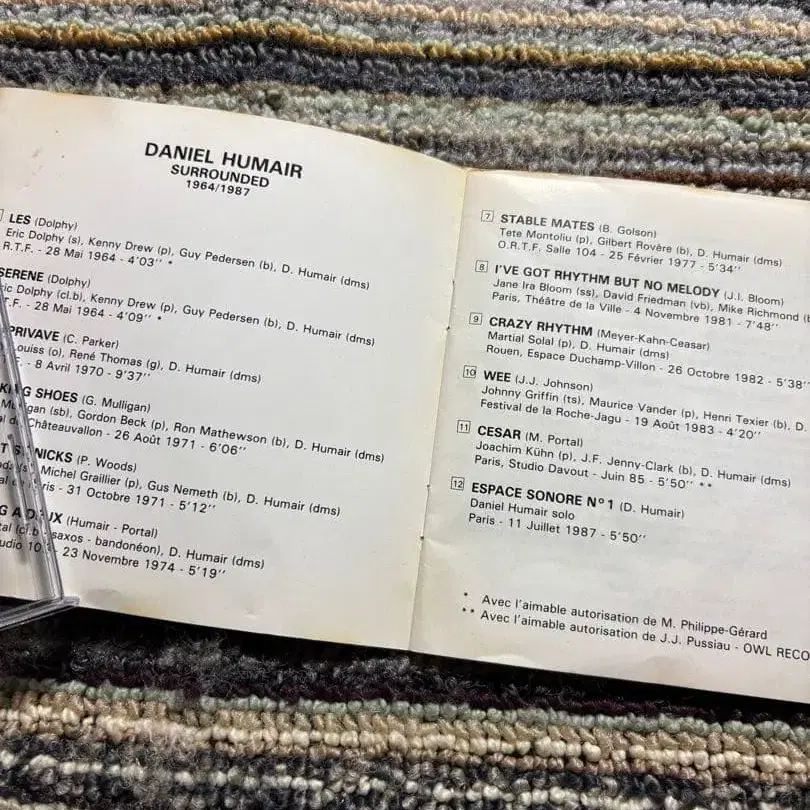 DANIEL HUMAIR
SURROUNDED
1964/1987
LES (Dolphy)
Eric Dolphy (s), Kenny Drew (p), Guy Pedersen (b), D. Humair (dms)
R.T.F. - 28 Mai 1964 - 4'03'' *
SERENE (Dolphy)
Dolphy (cl.b), Kenny Drew (p), Guy Pedersen (b), D. Humair (dms)
28 Mai 1964 - 4'09'' *
PRIVAVE (C. Parker)
Louiss (o), René Thomas (g), D. Humair (dms)
8 Avril 1970 - 9'37''
SHOES (G. Mulligan)
Gordon Beck (p), Ron Mathewson (b), D. Humair (dms)
Châteauvallon - 26 Août 1971 - 6'06''
NICKS (P. Woods)
Michel Graillier (p), Gus Nemeth (b), D. Humair (dms)
31 Octobre 1971 - 5'12''
(Humair - Portal)
saxos - bandonéon), D. Humair (dms)
23 Novembre 1974 - 5'19''
7 STABLE MATES (B. Golson)
Tete Montoliu (p), Gilbert Rovère (b), D. Humair (dms)
O.R.T.F. Salle 104 - 25 Février 1977 - 5'34''
8 I'VE GOT RHYTHM BUT NO MELODY (J.I. Bloom)
Jane Ira Bloom (ss), David Friedman (vb), Mike Richmond
Paris, Théâtre de la Ville - 4 Novembre 1981 - 7'48''
9 CRAZY RHYTHM (Meyer-Kahn-Ceasar)
Martial Solal (p), D. Humair (dms)
Rouen, Espace Duchamp-Villon - 26 Octobre 1982 - 5'38''
10 WEE (J.J. Johnson)
Johnny Griffin (ts), Maurice Vander (p), Henri Texier (b), D.
Festival de la Roche-Jagu - 19 Août 1983 - 4'20''
11 CESAR (M. Portal)
Joachim Kühn (p), J.F. Jenny-Clark (b), D. Humair (dms)
Paris, Studio Davout - Juin 85 - 5'50'' **
12 ESPACE SONORE N° 1 (D. Humair)
Daniel Humair solo
Paris - 11 Juillet 1987 - 5'50''
* Avec l'aimable autorisation de M. Philippe-Gérard
** Avec l'aimable autorisation de J.J. Pussiau - OWL